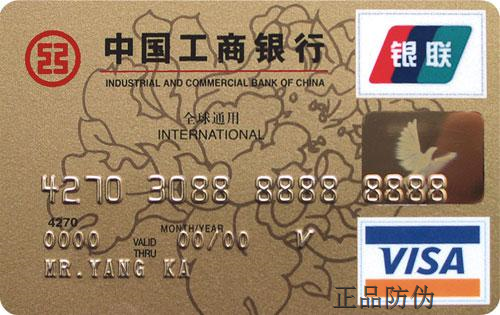 中国工商银行
INDUSTRIAL AND COMMERCIAL BANK OF CHINA
银联
全球通用
INTERNATIONAL
4270 3088 8888 8888
4270
MONTH/YEAR
0000 VALID THRU 00/00 V
MR.YANG KA
VISA
正品防伪